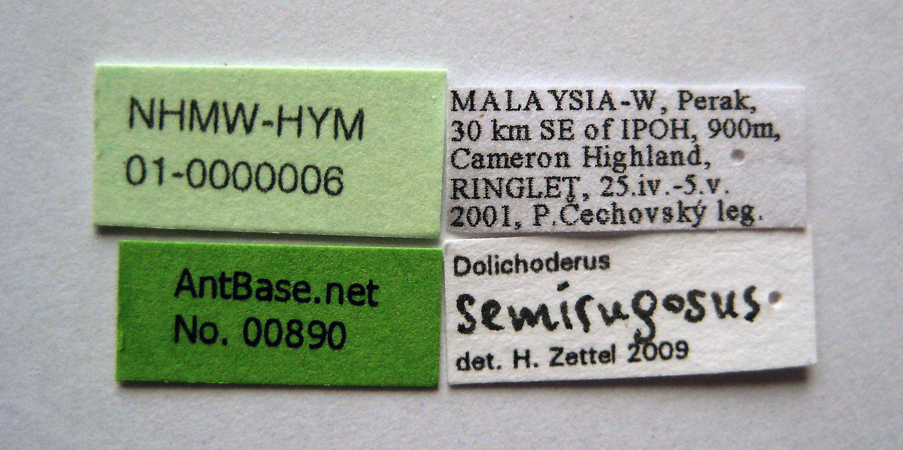 NHMW-HYM
01-0000006
MALAYSIA-W, Perak,
30 km SE of IPOH, 900m,
Cameron Highland,
RINGLET, 25.iv.-5.v.
2001, P.Čechovský leg.
AntBase.net
No. 00890
Dolichoderus
semirugosus
det. H. Zettel 2009